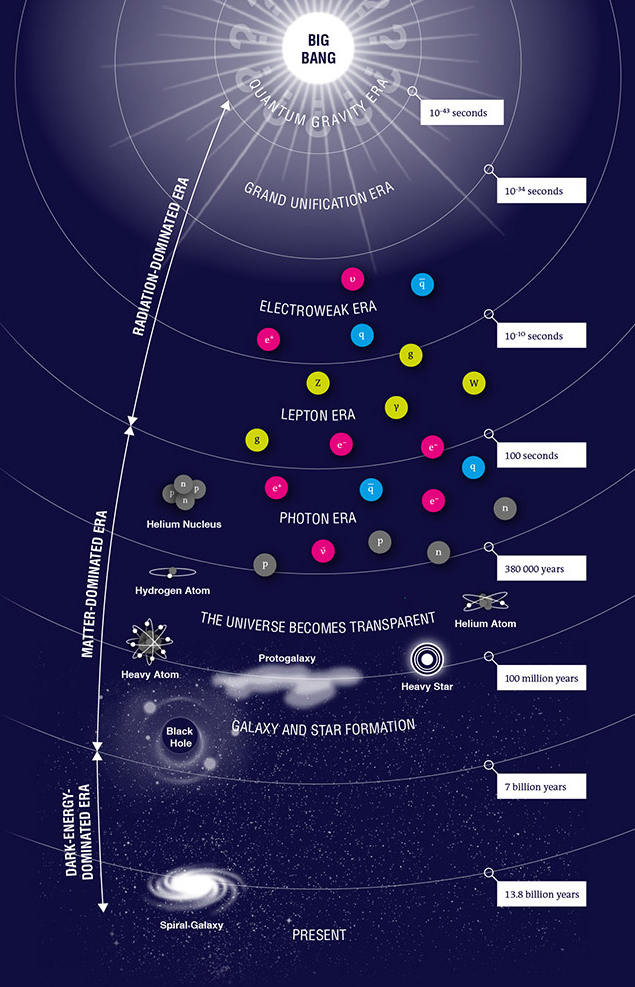 BIG
BANG
QUANTUM GRAVITY ERA
10⁻⁴³ seconds
GRAND UNIFICATION ERA
10⁻³⁴ seconds
RADIATION-DOMINATED ERA
υ
q̅
ELECTROWEAK ERA
10⁻¹⁰ seconds
e⁺
q
g
Z
W
γ
LEPTON ERA
g
e⁻
e⁻
100 seconds
q
n
p
p
n
Helium Nucleus
e⁺
q̅
e⁻
n
PHOTON ERA
p
ν̄
p
n
380 000 years
MATTER-DOMINATED ERA
Hydrogen Atom
THE UNIVERSE BECOMES TRANSPARENT
Helium Atom
Heavy Atom
Protogalaxy
Heavy Star
100 million years
GALAXY AND STAR FORMATION
Black
Hole
7 billion years
DARK-ENERGY-
DOMINATED ERA
13.8 billion years
Spiral Galaxy
PRESENT